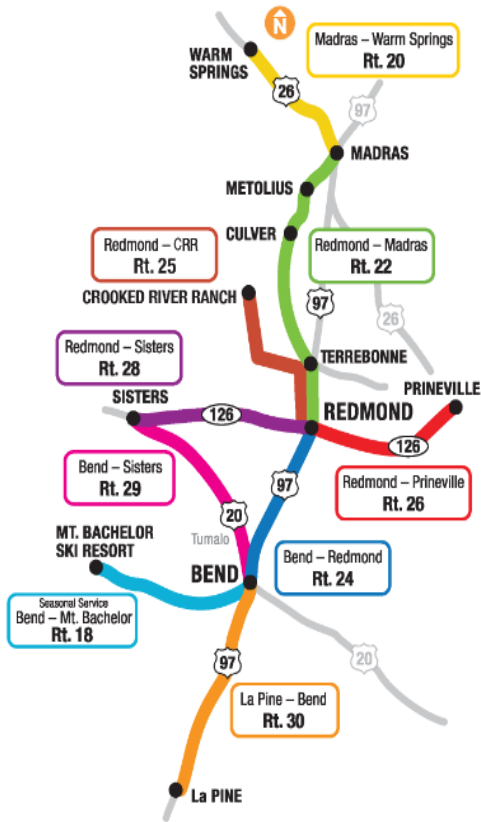 N
Madras – Warm Springs
Rt. 20
WARM
SPRINGS
26
97
MADRAS
METOLIUS
CULVER
Redmond – CRR
Rt. 25
Redmond – Madras
Rt. 22
CROOKED RIVER RANCH
97
26
Redmond – Sisters
Rt. 28
TERREBONNE
PRINEVILLE
SISTERS
126
REDMOND
126
Bend – Sisters
Rt. 29
97
Redmond – Prineville
Rt. 26
20
Tumalo
MT. BACHELOR
SKI RESORT
BEND
Bend – Redmond
Rt. 24
Seasonal Service
Bend – Mt. Bachelor
Rt. 18
97
20
La Pine – Bend
Rt. 30
La PINE